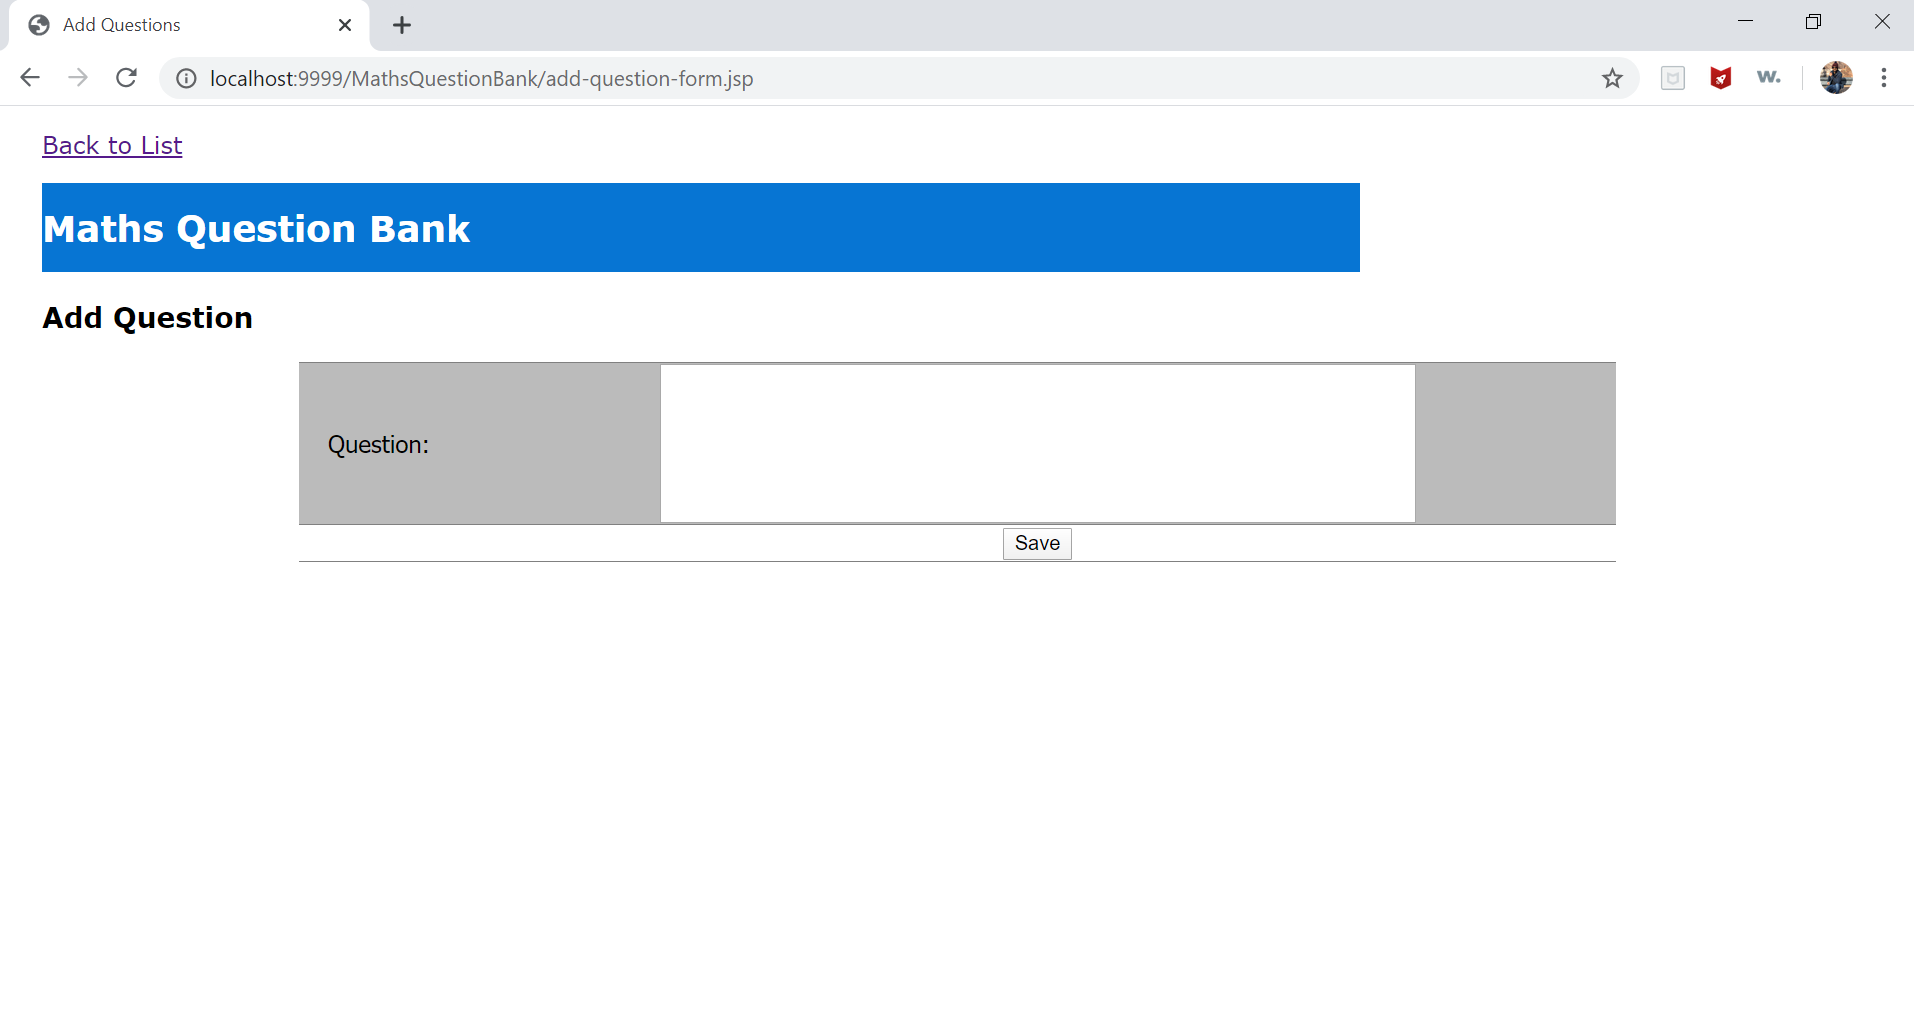 Add Questions
localhost:9999/MathsQuestionBank/add-question-form.jsp
w.
Back to List
Maths Question Bank
Add Question
Question:
Save